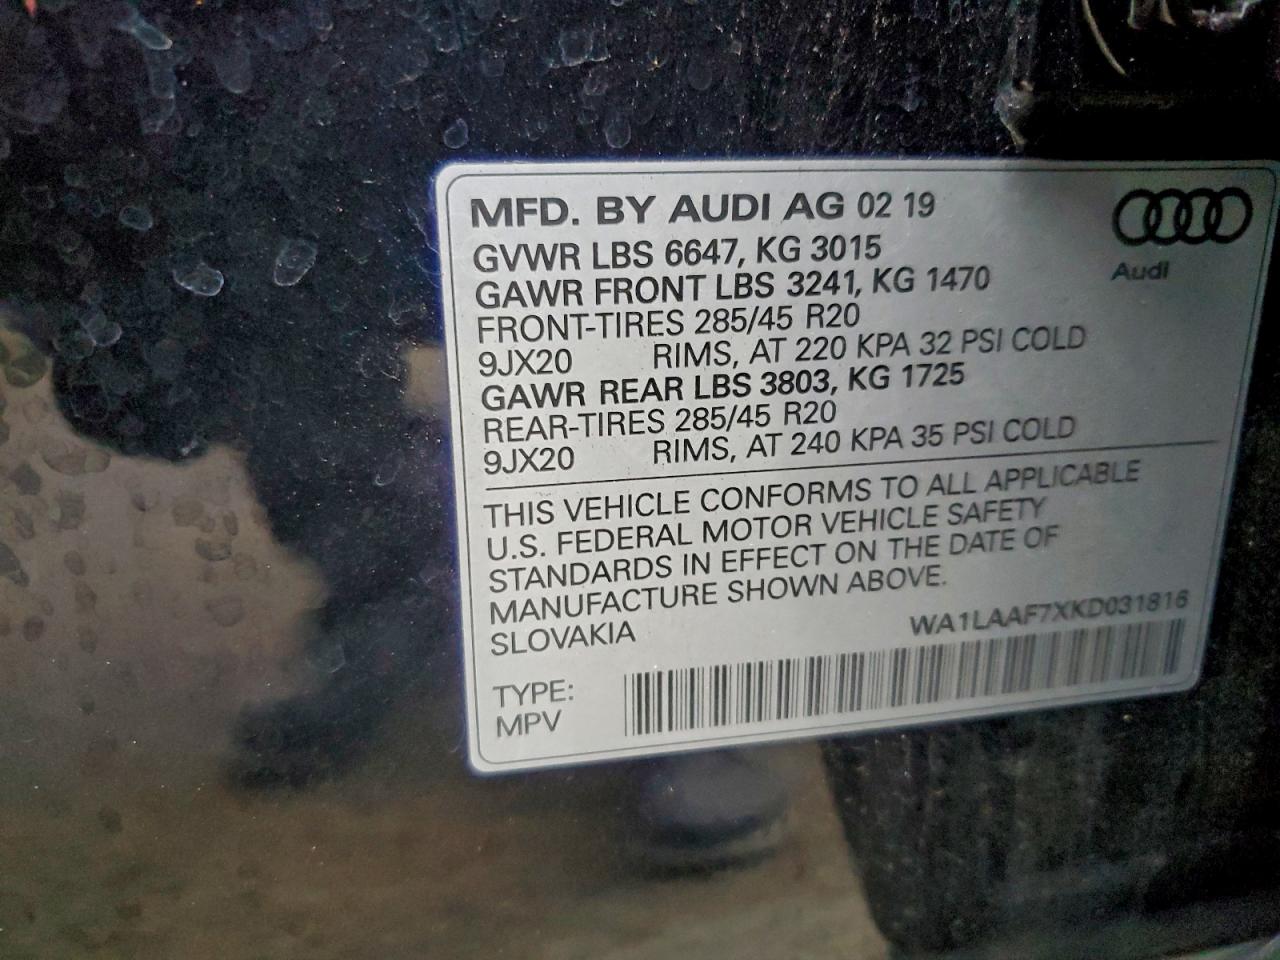 MFD. BY AUDI AG 02 19
GVWR LBS 6647, KG 3015
GAWR FRONT LBS 3241, KG 1470
FRONT-TIRES 285/45 R20
9JX20 RIMS, AT 220 KPA 32 PSI COLD
GAWR REAR LBS 3803, KG 1725
REAR-TIRES 285/45 R20
9JX20 RIMS, AT 240 KPA 35 PSI COLD
Audi
THIS VEHICLE CONFORMS TO ALL APPLICABLE
U.S. FEDERAL MOTOR VEHICLE SAFETY
STANDARDS IN EFFECT ON THE DATE OF
MANUFACTURE SHOWN ABOVE.
SLOVAKIA
WA1LAAF7XKD031816
TYPE:
MPV